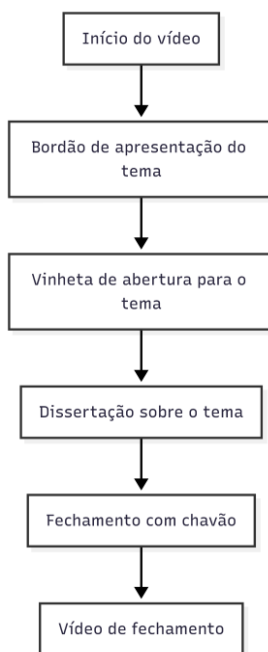 Início do vídeo
Bordão de apresentação do
tema
Vinheta de abertura para o
tema
Dissertação sobre o tema
Fechamento com chavão
Vídeo de fechamento